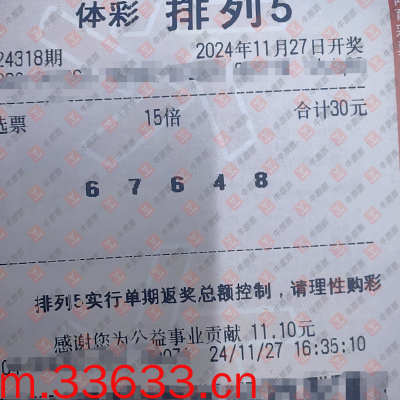 体彩 排列5
24318期 2024年11月27日开奖
选票 15倍 合计30元
6 7 6 4 8
排列5实行单期返奖总额控制，请理性购彩
感谢您为公益事业贡献 11.10元
24/11/27 16:35:10
m.33633.cn